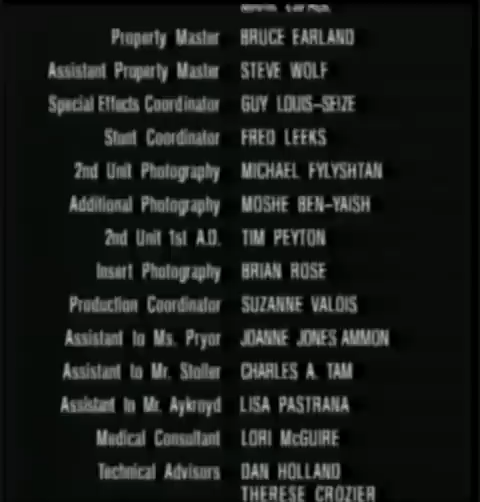 Property Master BRUCE EARLAND
Assistant Property Master STEVE WOLF
Special Effects Coordinator GUY LOUIS-SEIZE
Stunt Coordinator FRED LEEKS
2nd Unit Photography MICHAEL FYLYSHTAN
Additional Photography MOSHE BEN-YAISH
2nd Unit 1st A.D. TIM PEYTON
Insert Photography BRIAN ROSE
Production Coordinator SUZANNE VALOIS
Assistant to Ms. Pryor JOANNE JONES AMMON
Assistant to Mr. Stoller CHARLES A. TAM
Assistant to Mr. Aykroyd LISA PASTRANA
Medical Consultant LORI McGUIRE
Technical Advisors DAN HOLLAND
THERESE CROZIER